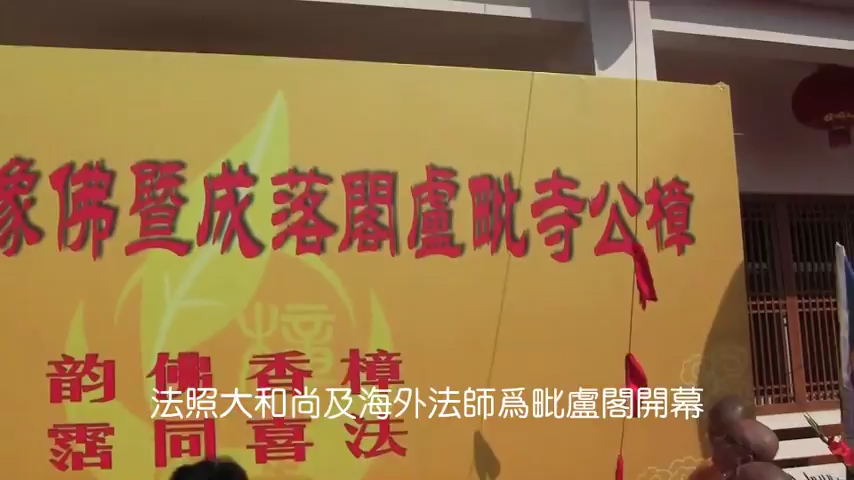 樟公寺毗盧閣落成暨佛像
樟香佛韵
法喜同霑
法照大和尚及海外法師爲毗盧閣開幕